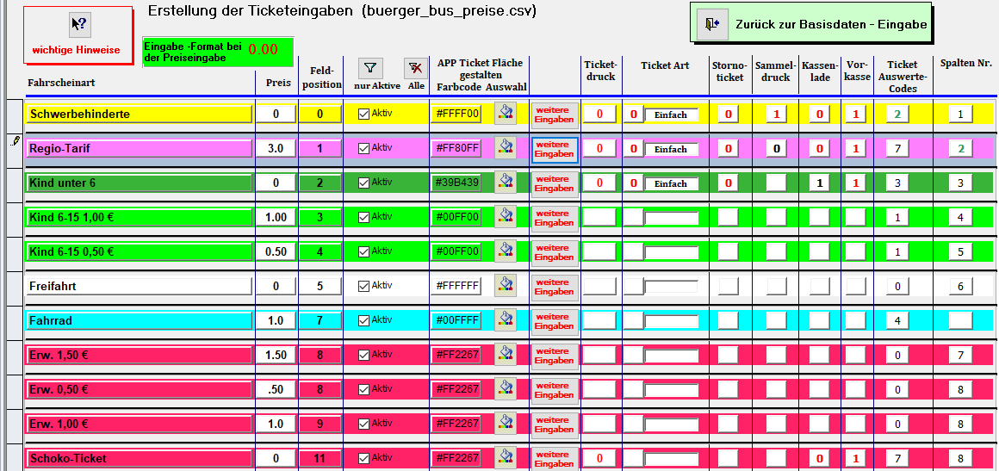 Erstellung der Ticketeingaben (buerger_bus_preise.csv)
wichtige Hinweise
Eingabe -Format bei
der Preiseingabe
0.00
Zurück zur Basisdaten - Eingabe
Fahrscheinart
Preis
Feld-
position
nur Aktive
Alle
APP Ticket Fläche
gestalten
Farbcode Auswahl
Ticket-
druck
Ticket Art
Storno-
ticket
Sammel-
druck
Kassen-
lade
Vor-
kasse
Ticket
Auswerte-
Codes
Spalten Nr.
Schwerbehinderte 0 0 Aktiv #FFFF00 weitere Eingaben 0 0 Einfach 0 1 0 1 2 1
Regio-Tarif 3.0 1 Aktiv #FF80FF weitere Eingaben 0 0 Einfach 0 0 0 1 7 2
Kind unter 6 0 2 Aktiv #39B439 weitere Eingaben 0 0 Einfach 0 1 1 3 3
Kind 6-15 1,00 € 1.00 3 Aktiv #00FF00 weitere Eingaben 1 4
Kind 6-15 0,50 € 0.50 4 Aktiv #00FF00 weitere Eingaben 1 5
Freifahrt 0 5 Aktiv #FFFFFF weitere Eingaben 0 6
Fahrrad 1.0 7 Aktiv #00FFFF weitere Eingaben 4
Erw. 1,50 € 1.50 8 Aktiv #FF2267 weitere Eingaben 0 7
Erw. 0,50 € .50 8 Aktiv #FF2267 weitere Eingaben 0 8
Erw. 1,00 € 1.0 9 Aktiv #FF2267 weitere Eingaben 0 8
Schoko-Ticket 0 11 Aktiv #FF2267 weitere Eingaben 0 0 1 7 8